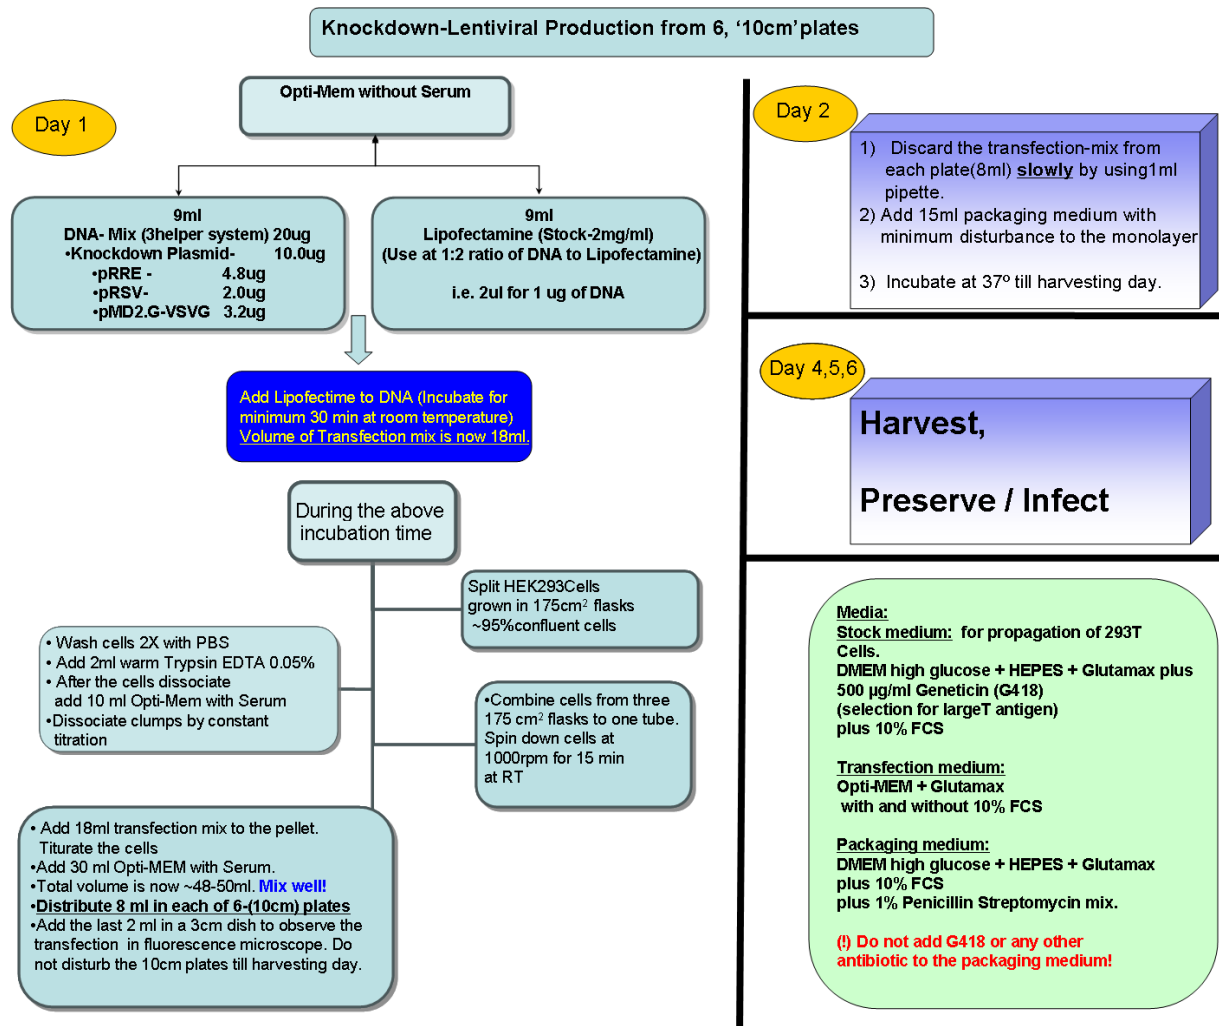 Knockdown-Lentiviral Production from 6, ‘10cm’plates
Day 1
Opti-Mem without Serum
9ml
DNA- Mix (3helper system) 20ug
•Knockdown Plasmid- 10.0ug
•pRRE - 4.8ug
•pRSV- 2.0ug
•pMD2.G-VSVG 3.2ug
9ml
Lipofectamine (Stock-2mg/ml)
(Use at 1:2 ratio of DNA to Lipofectamine)
i.e. 2ul for 1 ug of DNA
Add Lipofectime to DNA (Incubate for
minimum 30 min at room temperature)
Volume of Transfection mix is now 18ml.
During the above
incubation time
Split HEK293Cells
grown in 175cm² flasks
~95%confluent cells
• Wash cells 2X with PBS
• Add 2ml warm Trypsin EDTA 0.05%
• After the cells dissociate
add 10 ml Opti-Mem with Serum
•Dissociate clumps by constant
titration
•Combine cells from three
175 cm² flasks to one tube.
Spin down cells at
1000rpm for 15 min
at RT
• Add 18ml transfection mix to the pellet.
Titurate the cells
•Add 30 ml Opti-MEM with Serum.
•Total volume is now ~48-50ml. Mix well!
•Distribute 8 ml in each of 6-(10cm) plates
•Add the last 2 ml in a 3cm dish to observe the
transfection in fluorescence microscope. Do
not disturb the 10cm plates till harvesting day.
Day 2
1) Discard the transfection-mix from
each plate(8ml) slowly by using1ml
pipette.
2) Add 15ml packaging medium with
minimum disturbance to the monolayer
3) Incubate at 37º till harvesting day.
Day 4,5,6
Harvest,
Preserve / Infect
Media:
Stock medium: for propagation of 293T
Cells.
DMEM high glucose + HEPES + Glutamax plus
500 µg/ml Geneticin (G418)
(selection for largeT antigen)
plus 10% FCS
Transfection medium:
Opti-MEM + Glutamax
with and without 10% FCS
Packaging medium:
DMEM high glucose + HEPES + Glutamax
plus 10% FCS
plus 1% Penicillin Streptomycin mix.
(!) Do not add G418 or any other
antibiotic to the packaging medium!